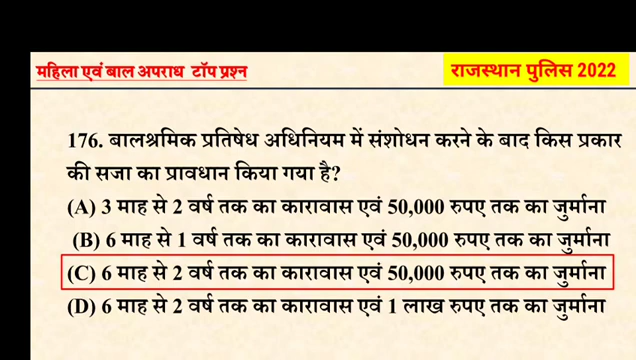 महिला एवं बाल अपराध टॉप प्रश्न
राजस्थान पुलिस 2022
176. बालश्रमिक प्रतिषेध अधिनियम में संशोधन करने के बाद किस प्रकार
की सजा का प्रावधान किया गया है?
(A) 3 माह से 2 वर्ष तक का कारावास एवं 50,000 रुपए तक का जुर्माना
(B) 6 माह से 1 वर्ष तक का कारावास एवं 50,000 रुपए तक का जुर्माना
(C) 6 माह से 2 वर्ष तक का कारावास एवं 50,000 रुपए तक का जुर्माना
(D) 6 माह से 2 वर्ष तक का कारावास एवं 1 लाख रुपए तक का जुर्माना